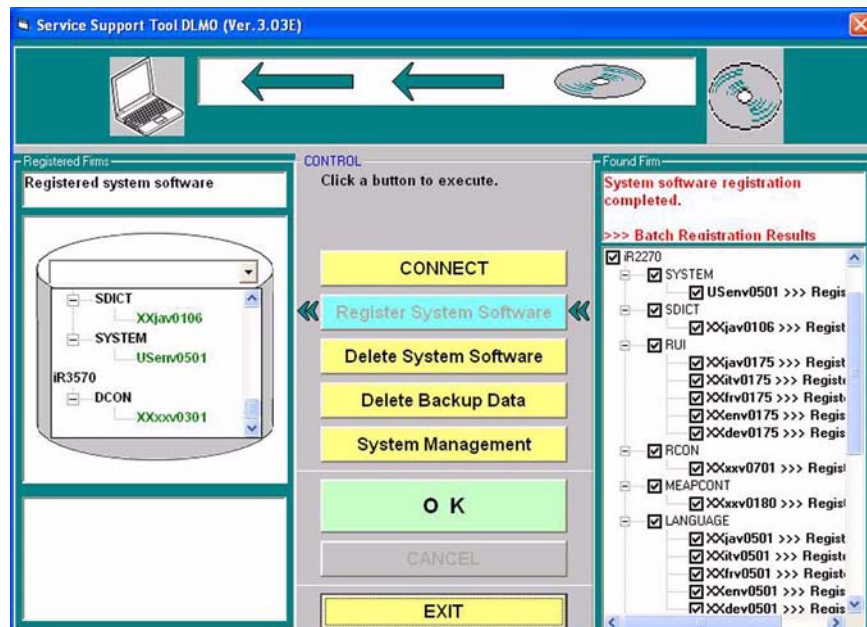 Service Support Tool DLM0 (Ver.3.03E)
Registered Firms
Registered system software
SDICT
XXjav0106
SYSTEM
USenv0501
iR3570
DCON
XXxxv0301
CONTROL
Click a button to execute.
CONNECT
Register System Software
Delete System Software
Delete Backup Data
System Management
O K
CANCEL
EXIT
Found Firm
System software registration
completed.
>>> Batch Registration Results
iR2270
SYSTEM
USenv0501 >>> Regis
SDICT
XXjav0106 >>> Regist
RUI
XXjav0175 >>> Regist
XXitv0175 >>> Registe
XXfrv0175 >>> Registe
XXenv0175 >>> Regis
XXdev0175 >>> Regis
RCON
XXxxv0701 >>> Regist
MEAPCONT
XXxxv0180 >>> Regist
LANGUAGE
XXjav0501 >>> Regist
XXitv0501 >>> Registe
XXfrv0501 >>> Registe
XXenv0501 >>> Regis
XXdev0501 >>> Regis